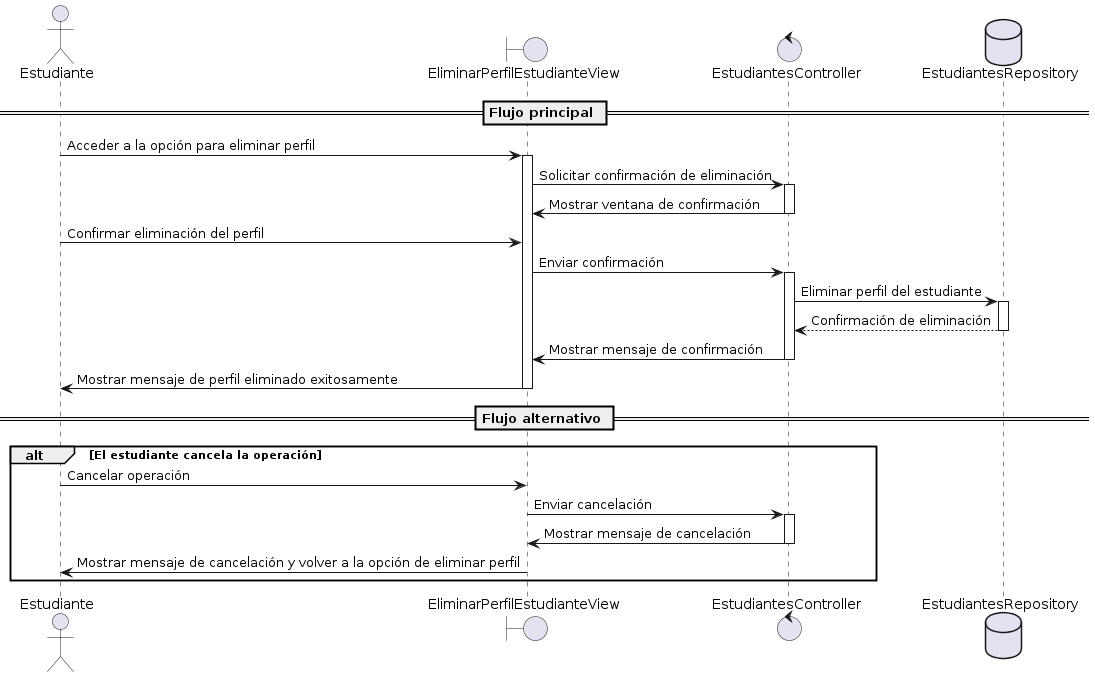 Estudiante
EliminarPerfilEstudianteView
EstudiantesController
EstudiantesRepository
Flujo principal
Acceder a la opción para eliminar perfil
Solicitar confirmación de eliminación
Mostrar ventana de confirmación
Confirmar eliminación del perfil
Enviar confirmación
Eliminar perfil del estudiante
Confirmación de eliminación
Mostrar mensaje de confirmación
Mostrar mensaje de perfil eliminado exitosamente
Flujo alternativo
alt
[El estudiante cancela la operación]
Cancelar operación
Enviar cancelación
Mostrar mensaje de cancelación
Mostrar mensaje de cancelación y volver a la opción de eliminar perfil
Estudiante
EliminarPerfilEstudianteView
EstudiantesController
EstudiantesRepository